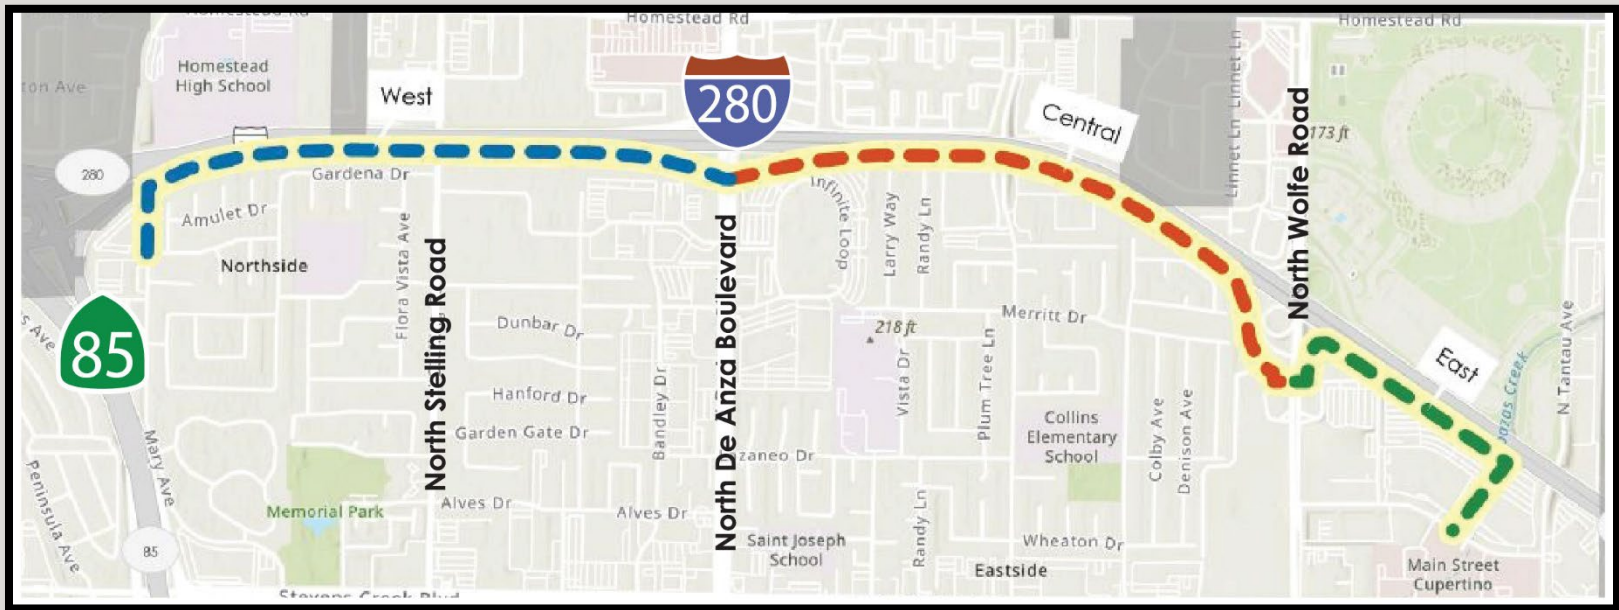 Homestead Rd
Homestead Rd
Homestead Rd
Homestead
High School
ton Ave
West
280
Central
173 ft
Linnet Ln
Linnet Ln
North Wolfe Road
280
Gardena Dr
Amulet Dr
Northside
Flora Vista Ave
North Stelling Road
North De Anza Boulevard
Infinite Loop
Larry Way
Randy Ln
Merritt Dr
218 ft
Dunbar Dr
Vista Dr
Plum Tree Ln
East
N Tantau Ave
s Ave
85
Hanford Dr
Bandley Dr
Garden Gate Dr
zaneo Dr
Collins
Elementary
School
Colby Ave
Denison Ave
Mary Ave
Peninsula Ave
Memorial Park
Alves Dr
Alves Dr
Randy Ln
Saint Joseph
School
Wheaton Dr
Eastside
85
Main Street
Cupertino
Stevens Creek Blvd